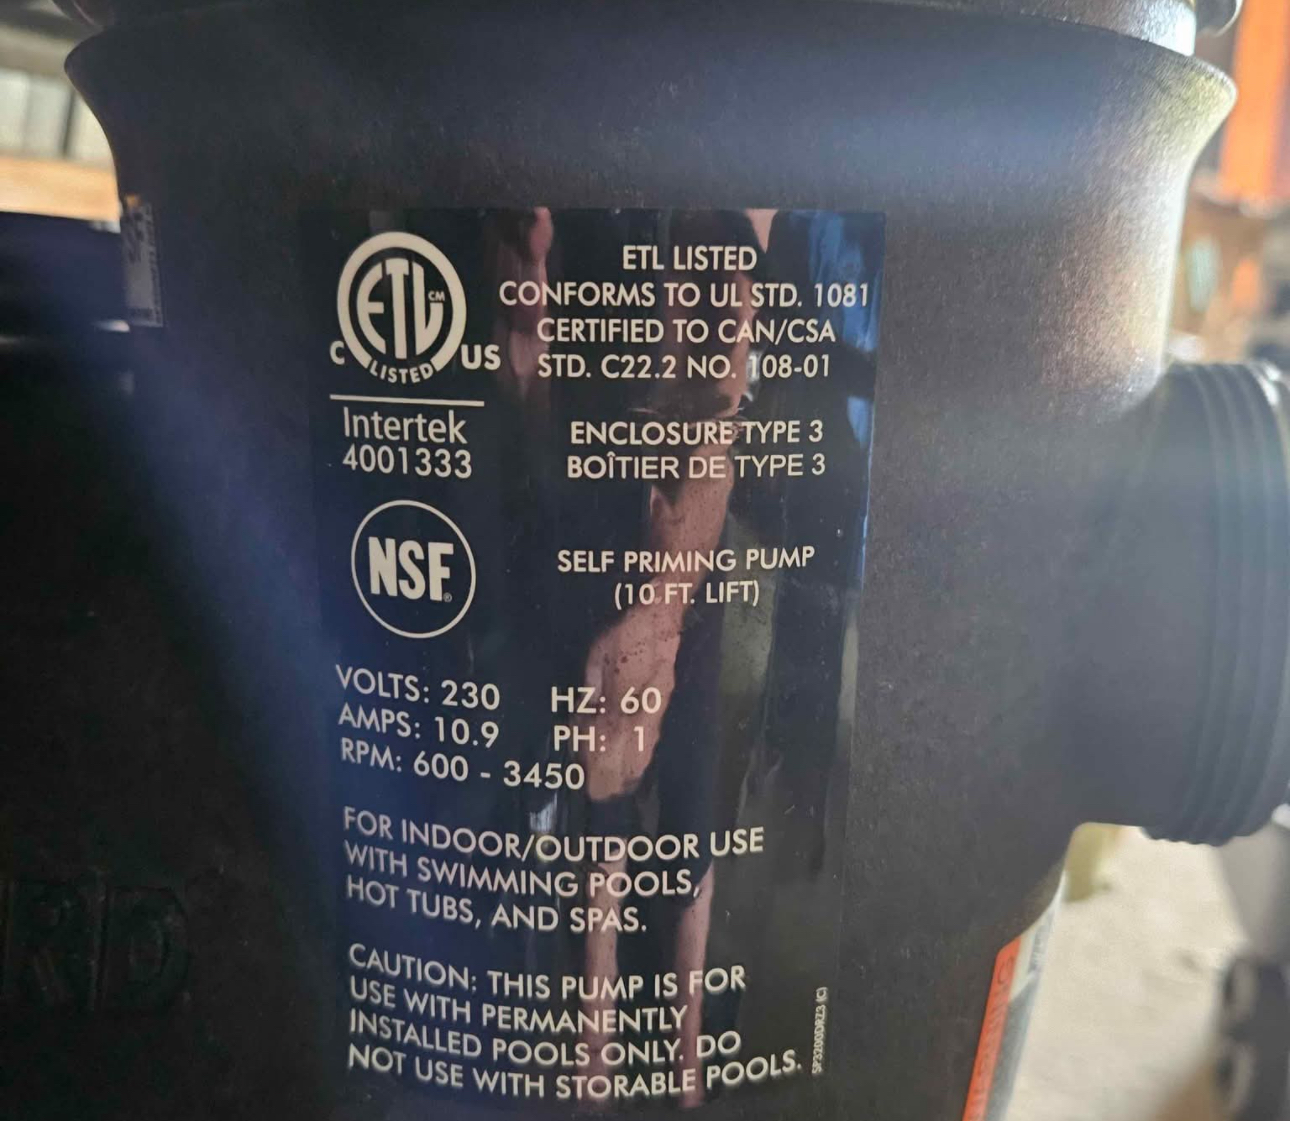 ETL CM
C LISTED US
Intertek
4001333
ETL LISTED
CONFORMS TO UL STD. 1081
CERTIFIED TO CAN/CSA
STD. C22.2 NO. 108-01
ENCLOSURE TYPE 3
BOÎTIER DE TYPE 3
NSF®
SELF PRIMING PUMP
(10 FT. LIFT)
VOLTS: 230 HZ: 60
AMPS: 10.9 PH: 1
RPM: 600 - 3450
FOR INDOOR/OUTDOOR USE
WITH SWIMMING POOLS,
HOT TUBS, AND SPAS.
CAUTION: THIS PUMP IS FOR
USE WITH PERMANENTLY
INSTALLED POOLS ONLY. DO
NOT USE WITH STORABLE POOLS.